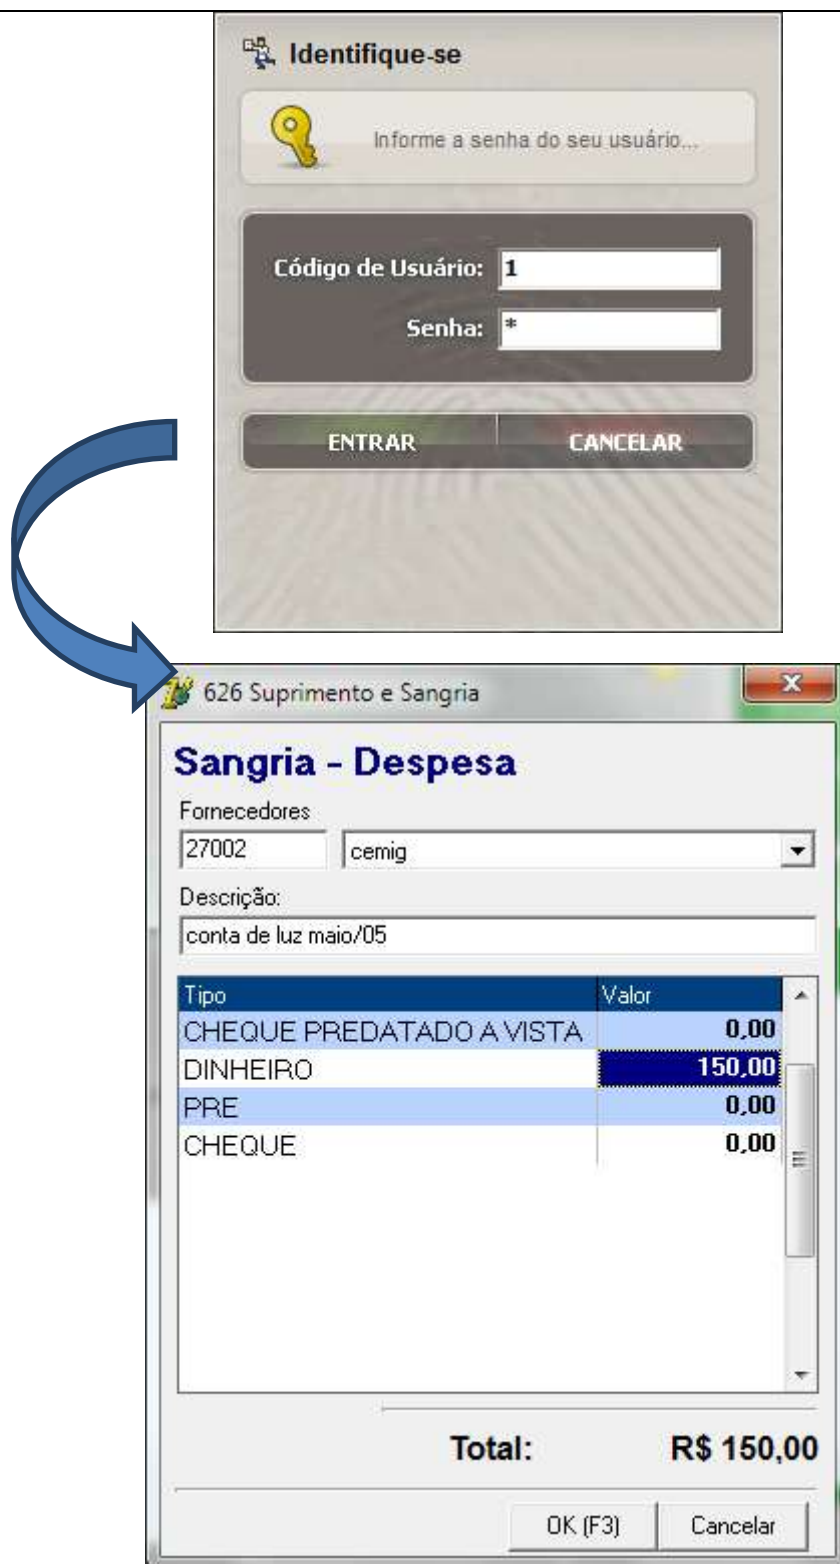 Identifique-se
Informe a senha do seu usuário...
Código de Usuário: 1
Senha: *
ENTRAR CANCELAR
626 Suprimento e Sangria
Sangria - Despesa
Fornecedores
27002 cemig
Descrição:
conta de luz maio/05
Tipo Valor
CHEQUE PREDATADO A VISTA 0,00
DINHEIRO 150,00
PRE 0,00
CHEQUE 0,00
Total: R$ 150,00
OK (F3) Cancelar